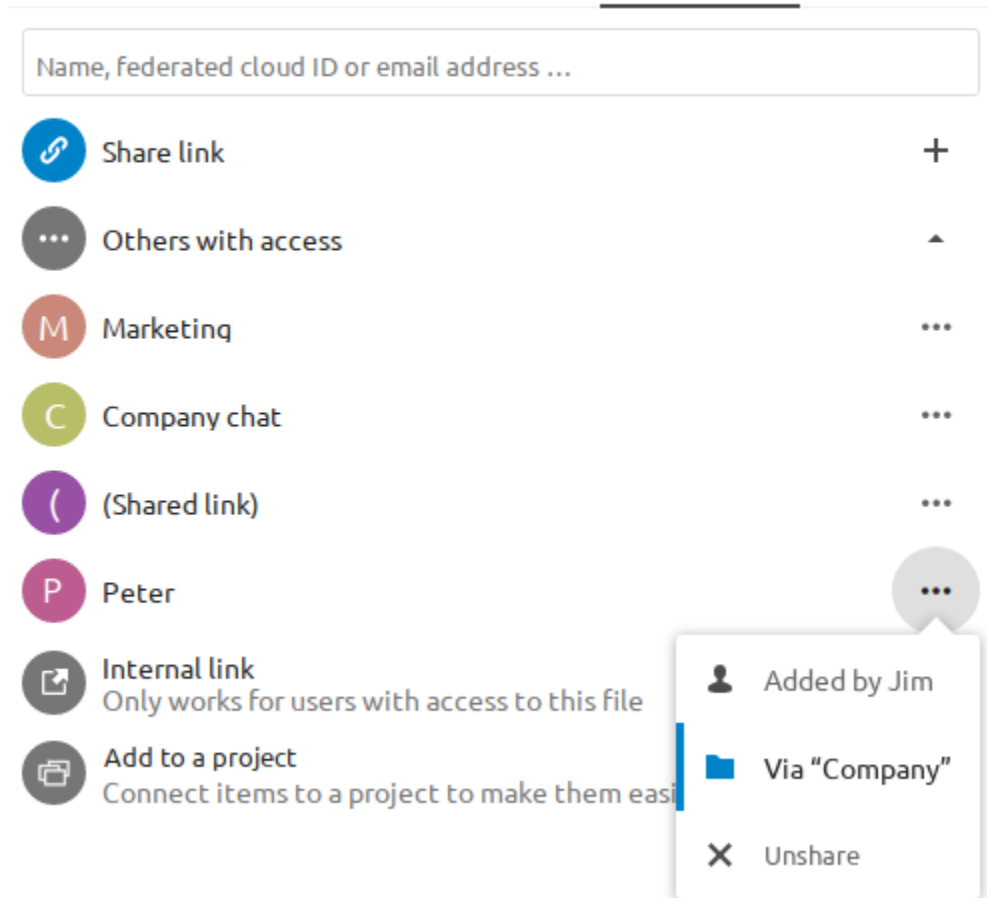 Name, federated cloud ID or email address ...
Share link
Others with access
M Marketing
C Company chat
( (Shared link)
P Peter
Internal link
Only works for users with access to this file
Added by Jim
Add to a project
Via “Company”
Connect items to a project to make them easi
Unshare